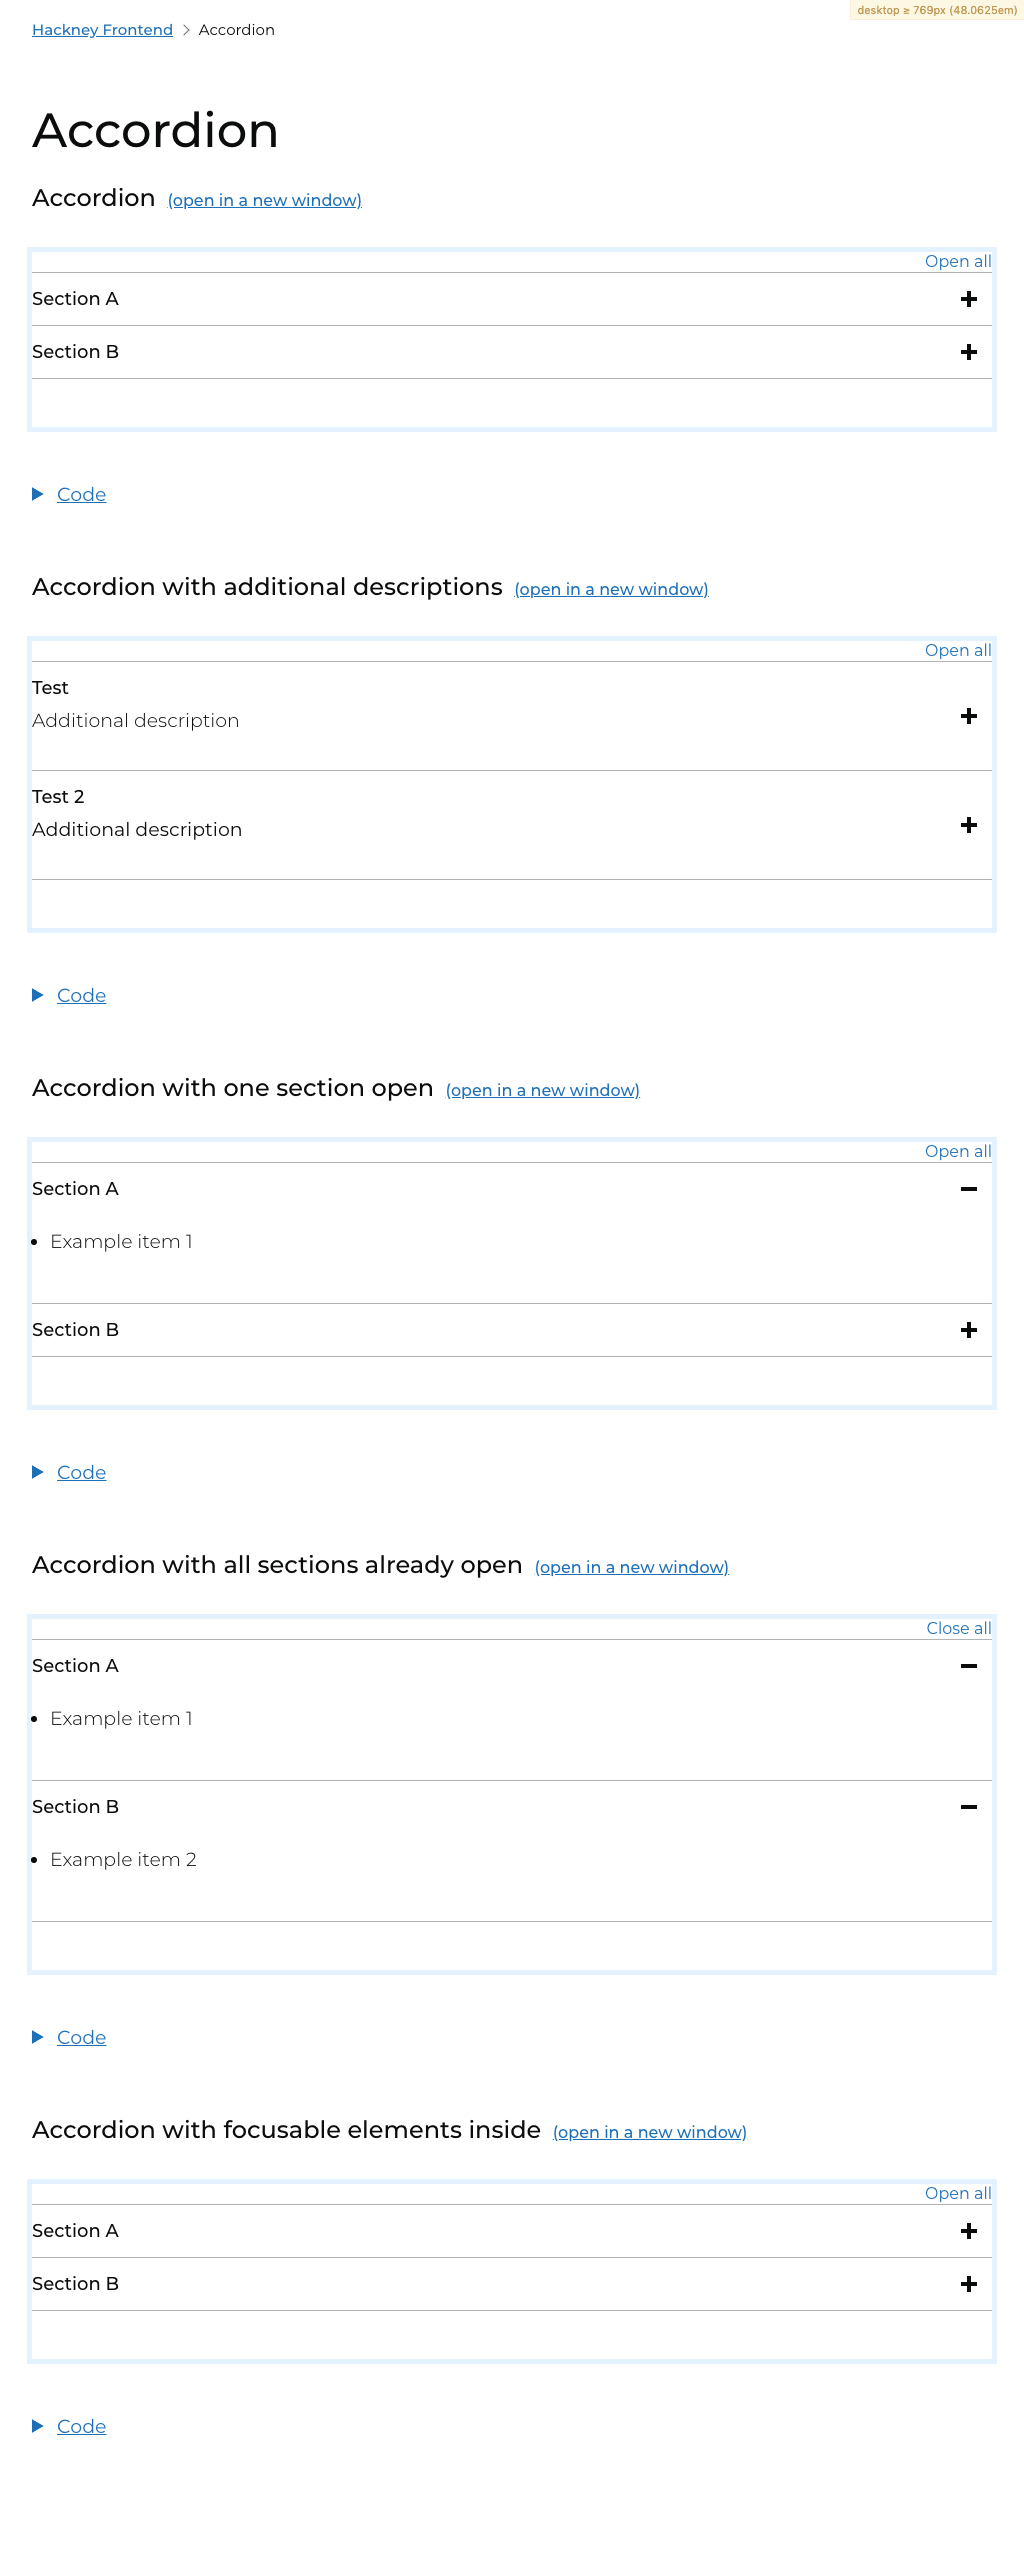 desktop ≥ 769px (48.0625em)
Hackney Frontend > Accordion
Accordion
Accordion (open in a new window)
Open all
Section A
Section B
Code
Accordion with additional descriptions (open in a new window)
Open all
Test
Additional description
Test 2
Additional description
Code
Accordion with one section open (open in a new window)
Open all
Section A
• Example item 1
Section B
Code
Accordion with all sections already open (open in a new window)
Close all
Section A
• Example item 1
Section B
• Example item 2
Code
Accordion with focusable elements inside (open in a new window)
Open all
Section A
Section B
Code